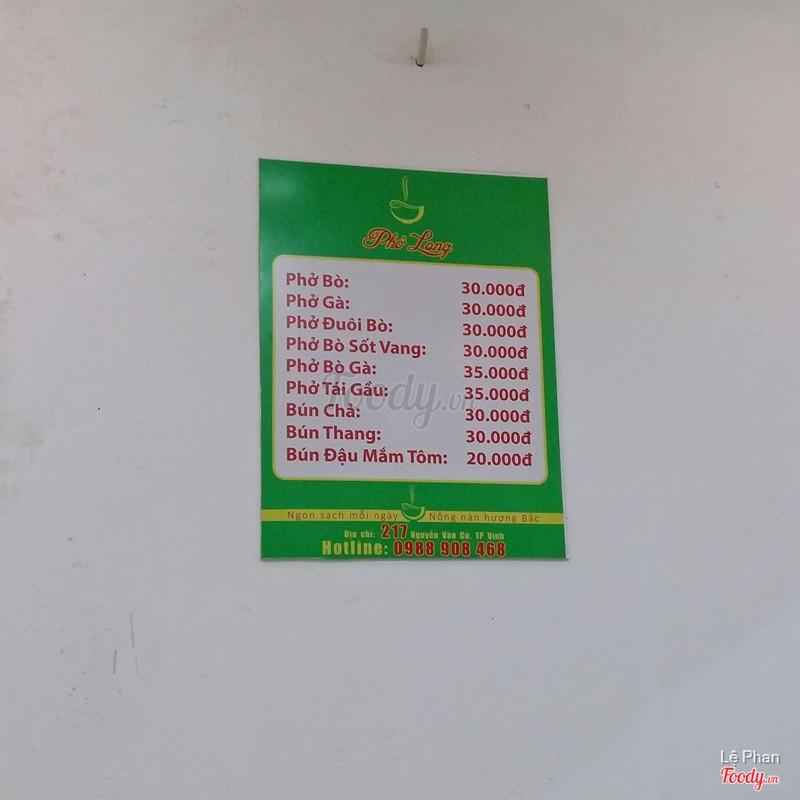 Phở Long
Phở Bò: 30.000đ
Phở Gà: 30.000đ
Phở Đuôi Bò: 30.000đ
Phở Bò Sốt Vang: 30.000đ
Phở Bò Gà: 35.000đ
Phở Tái Gầu: 35.000đ
Bún Chả: 30.000đ
Bún Thang: 30.000đ
Bún Đậu Mắm Tôm: 20.000đ
Foody.vn
Ngon sạch mỗi ngày Nồng nàn hương Bắc
Địa chỉ: 217 Nguyễn Văn Cừ, TP Vinh
Hotline: 0988 908 468
Lệ Phan
Foody.vn